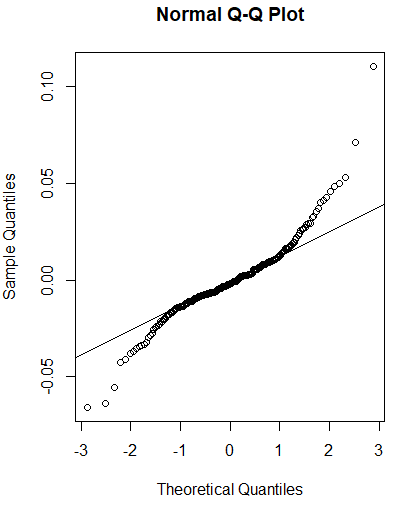 Normal Q-Q Plot
Sample Quantiles
0.10
0.05
0.00
-0.05
-3 -2 -1 0 1 2 3
Theoretical Quantiles